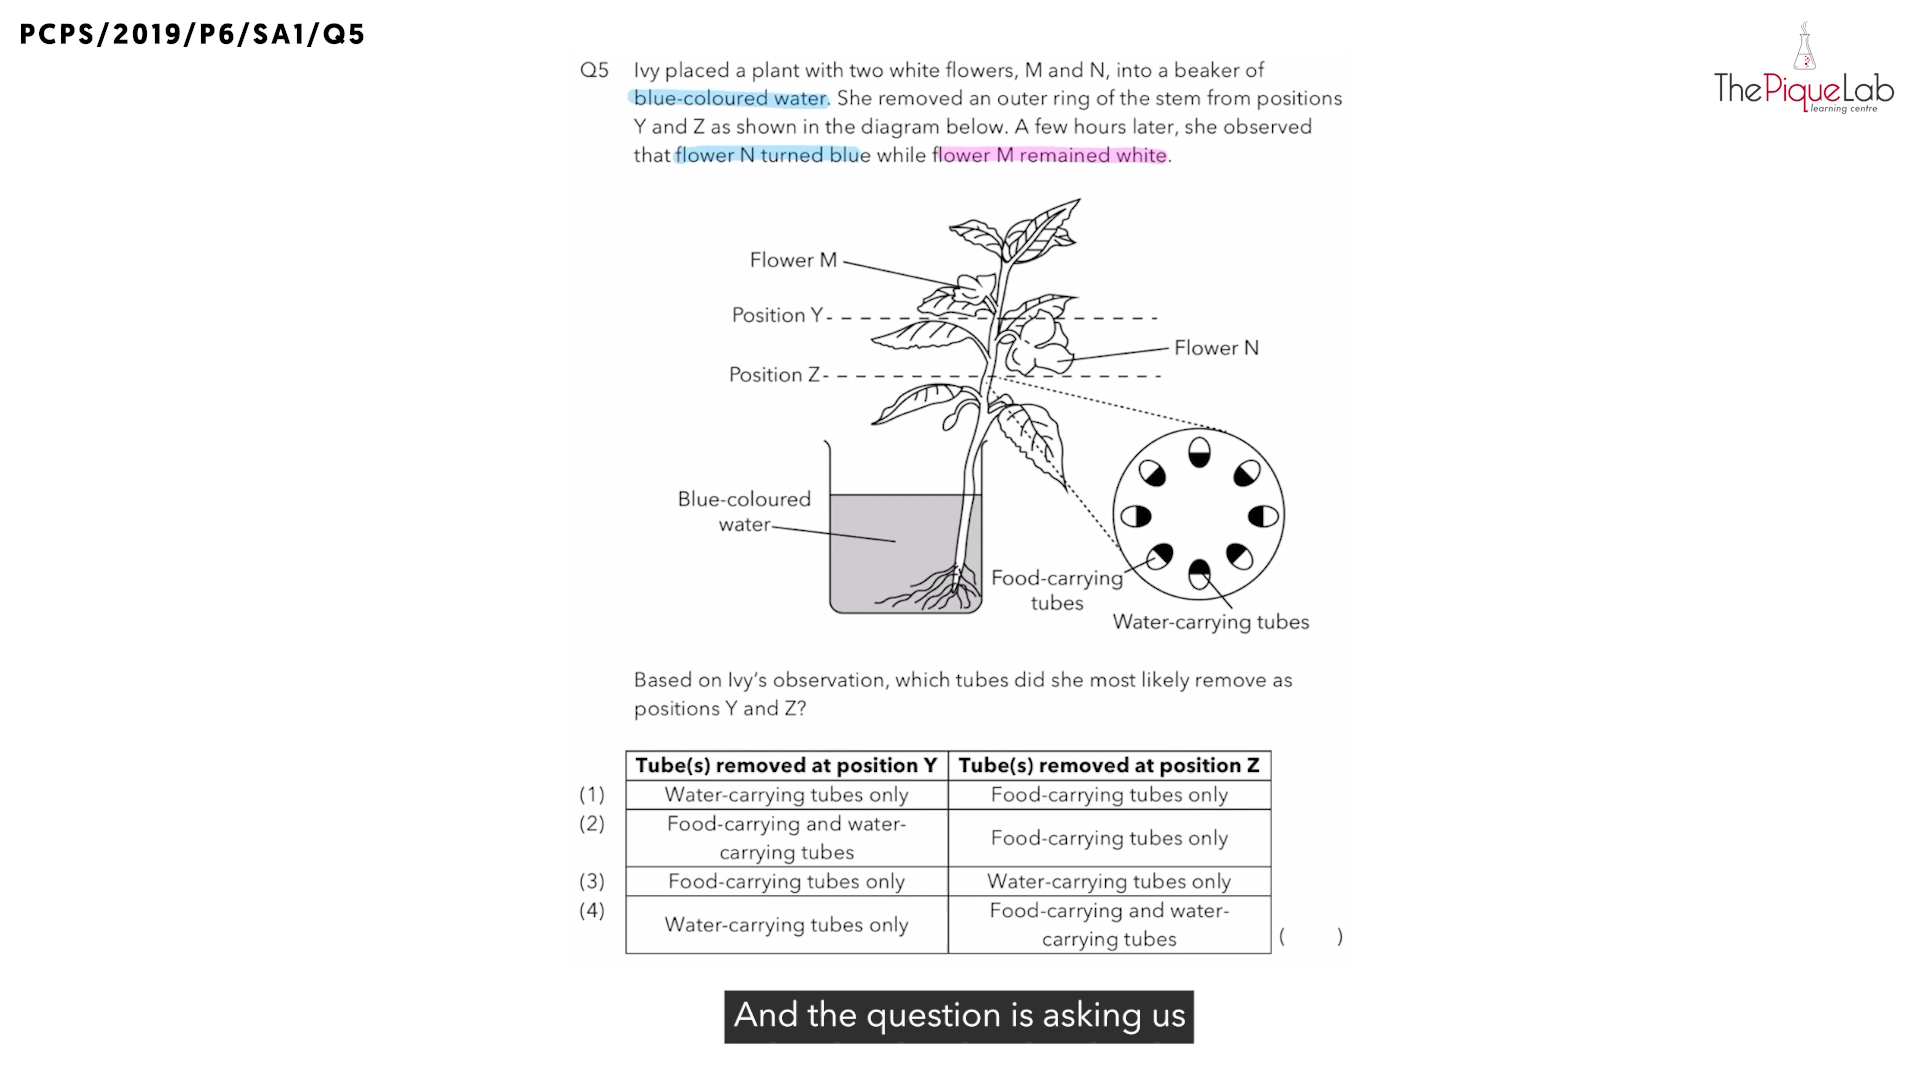 PCPS/2019/P6/SA1/Q5
ThePiqueLab
learning centre
Q5 Ivy placed a plant with two white flowers, M and N, into a beaker of
blue-coloured water. She removed an outer ring of the stem from positions
Y and Z as shown in the diagram below. A few hours later, she observed
that flower N turned blue while flower M remained white.
Flower M
Position Y
Flower N
Position Z
Blue-coloured
water
Food-carrying
tubes
Water-carrying tubes
Based on Ivy's observation, which tubes did she most likely remove as
positions Y and Z?
Tube(s) removed at position Y Tube(s) removed at position Z
(1) Water-carrying tubes only Food-carrying tubes only
(2) Food-carrying and water-
carrying tubes Food-carrying tubes only
(3) Food-carrying tubes only Water-carrying tubes only
(4) Water-carrying tubes only Food-carrying and water-
carrying tubes ( )
And the question is asking us